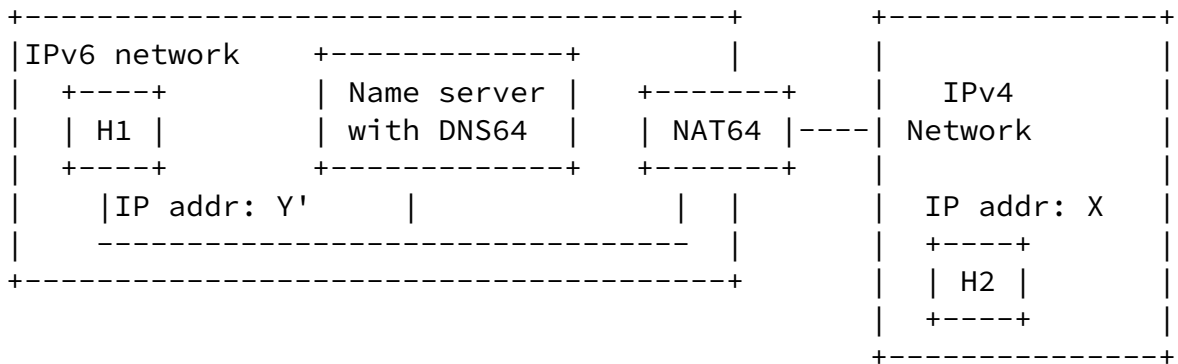 +---------------------------------------+       +---------------+
|IPv6 network    +-------------+        |       |               |
|  +----+        | Name server |   +-------+    |   IPv4        |
|  | H1 |        | with DNS64  |   | NAT64 |----| Network       |
|  +----+        +-------------+   +-------+    |               |
|    |IP addr: Y'     |              |  |       |  IP addr: X   |
|    ---------------------------------  |       |  +----+       |
+---------------------------------------+       |  | H2 |       |
                                                |  +----+       |
                                                +---------------+